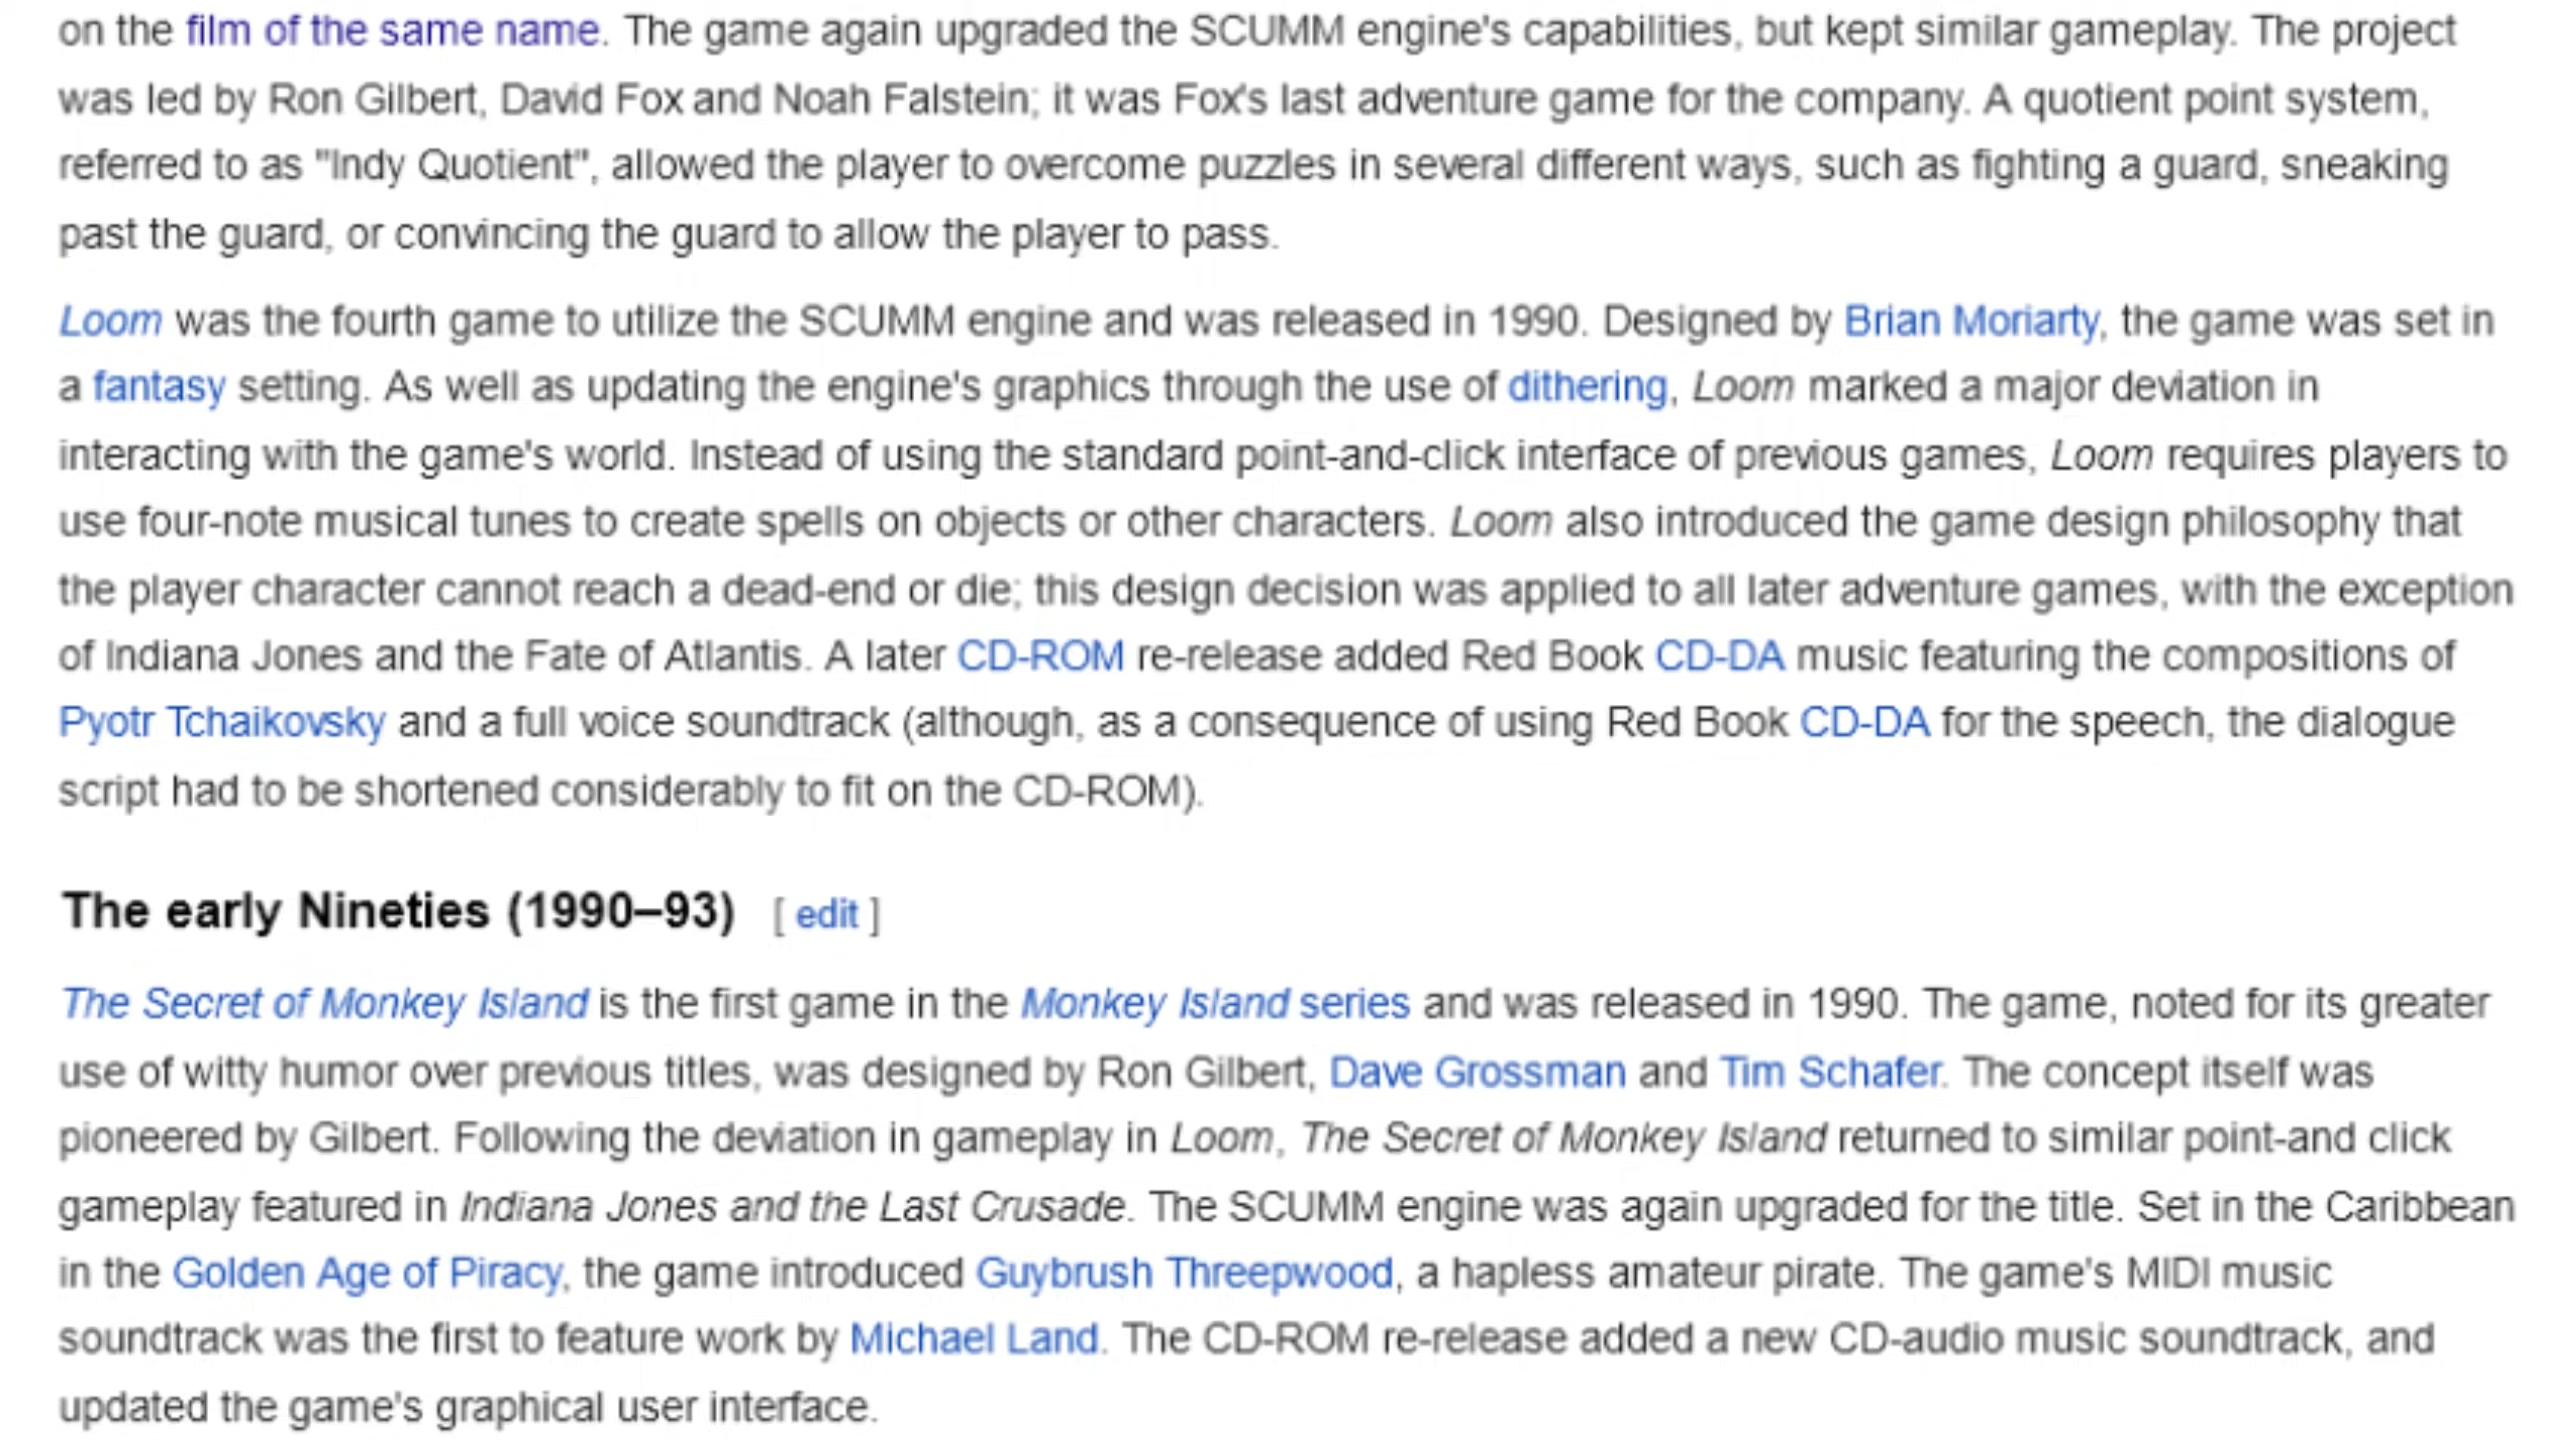 on the film of the same name. The game again upgraded the SCUMM engine's capabilities, but kept similar gameplay. The project
was led by Ron Gilbert, David Fox and Noah Falstein; it was Fox's last adventure game for the company. A quotient point system,
referred to as "Indy Quotient", allowed the player to overcome puzzles in several different ways, such as fighting a guard, sneaking
past the guard, or convincing the guard to allow the player to pass.
Loom was the fourth game to utilize the SCUMM engine and was released in 1990. Designed by Brian Moriarty, the game was set in
a fantasy setting. As well as updating the engine's graphics through the use of dithering, Loom marked a major deviation in
interacting with the game's world. Instead of using the standard point-and-click interface of previous games, Loom requires players to
use four-note musical tunes to create spells on objects or other characters. Loom also introduced the game design philosophy that
the player character cannot reach a dead-end or die; this design decision was applied to all later adventure games, with the exception
of Indiana Jones and the Fate of Atlantis. A later CD-ROM re-release added Red Book CD-DA music featuring the compositions of
Pyotr Tchaikovsky and a full voice soundtrack (although, as a consequence of using Red Book CD-DA for the speech, the dialogue
script had to be shortened considerably to fit on the CD-ROM).
The early Nineties (1990–93) [ edit ]
The Secret of Monkey Island is the first game in the Monkey Island series and was released in 1990. The game, noted for its greater
use of witty humor over previous titles, was designed by Ron Gilbert, Dave Grossman and Tim Schafer. The concept itself was
pioneered by Gilbert. Following the deviation in gameplay in Loom, The Secret of Monkey Island returned to similar point-and click
gameplay featured in Indiana Jones and the Last Crusade. The SCUMM engine was again upgraded for the title. Set in the Caribbean
in the Golden Age of Piracy, the game introduced Guybrush Threepwood, a hapless amateur pirate. The game's MIDI music
soundtrack was the first to feature work by Michael Land. The CD-ROM re-release added a new CD-audio music soundtrack, and
updated the game's graphical user interface.